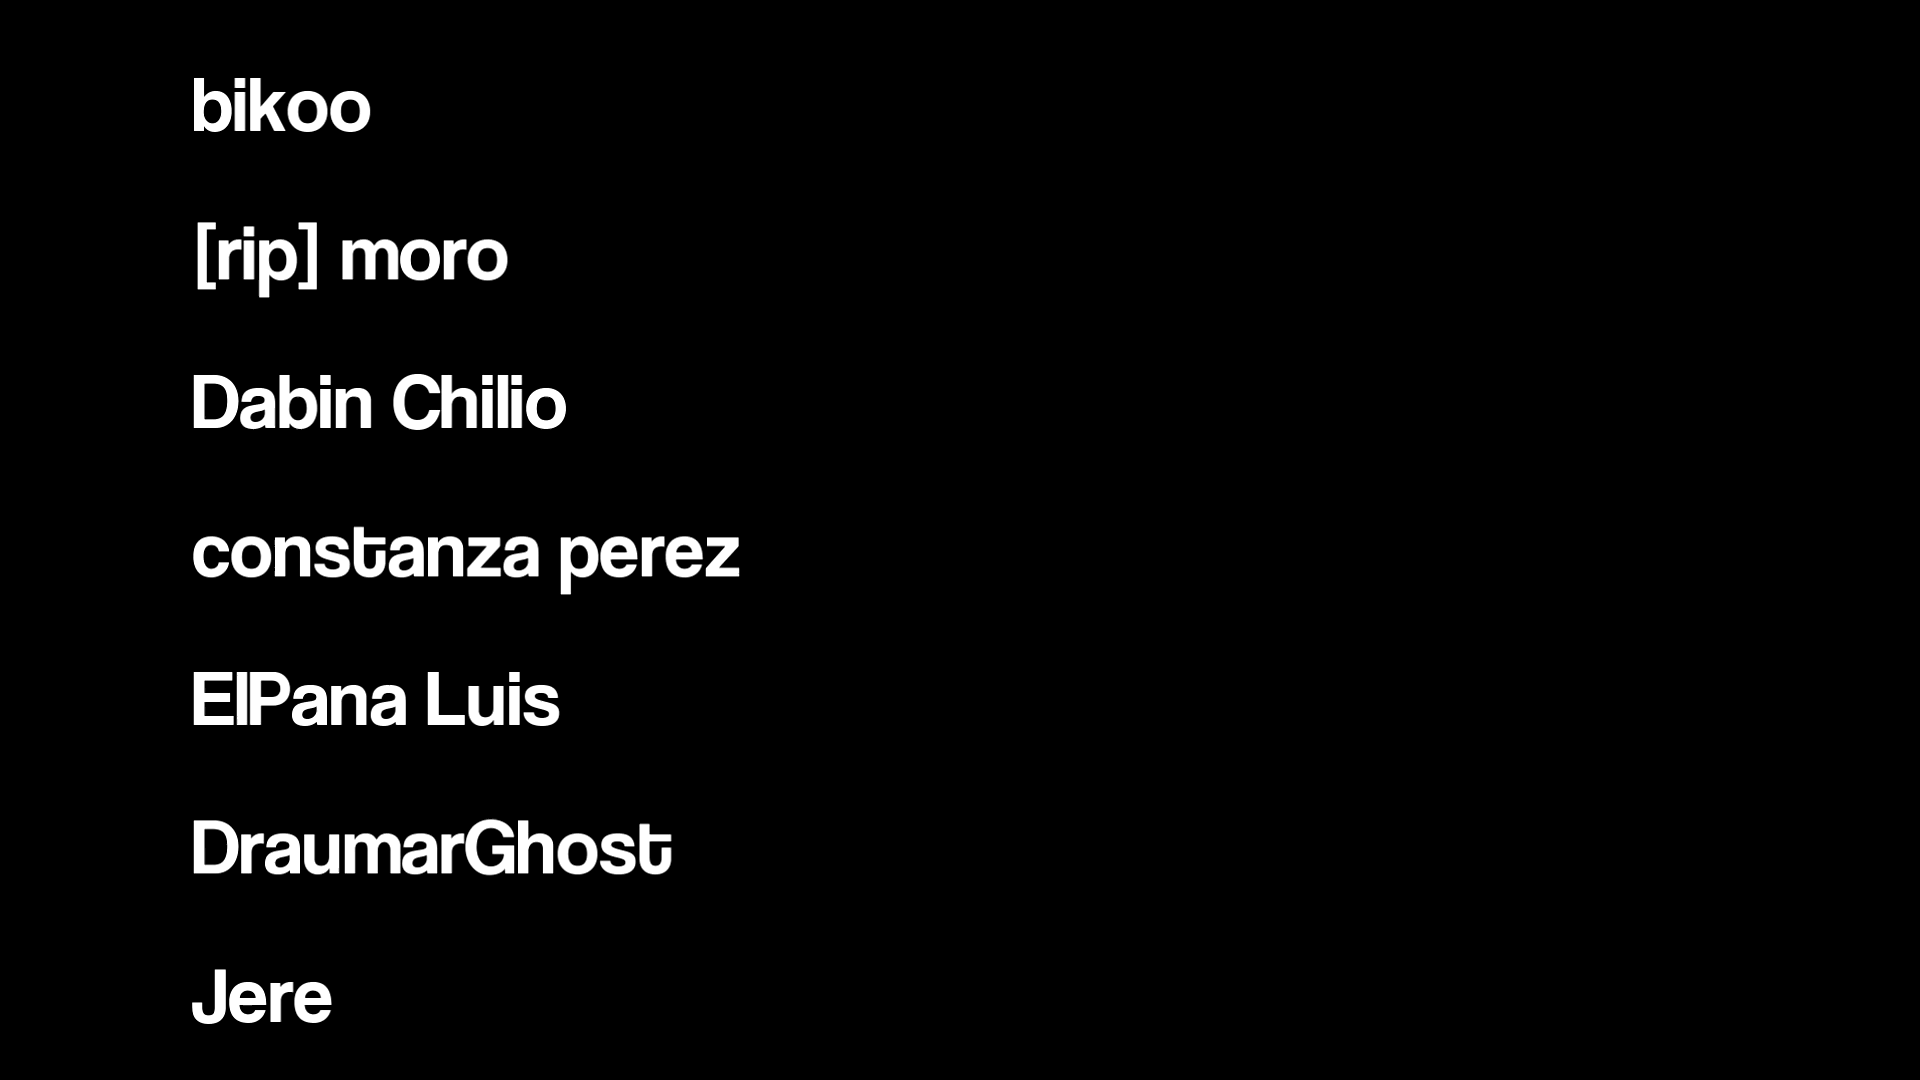 bikoo
[rip] moro
Dabin Chilio
constanza perez
ElPana Luis
DraumarGhost
Jere